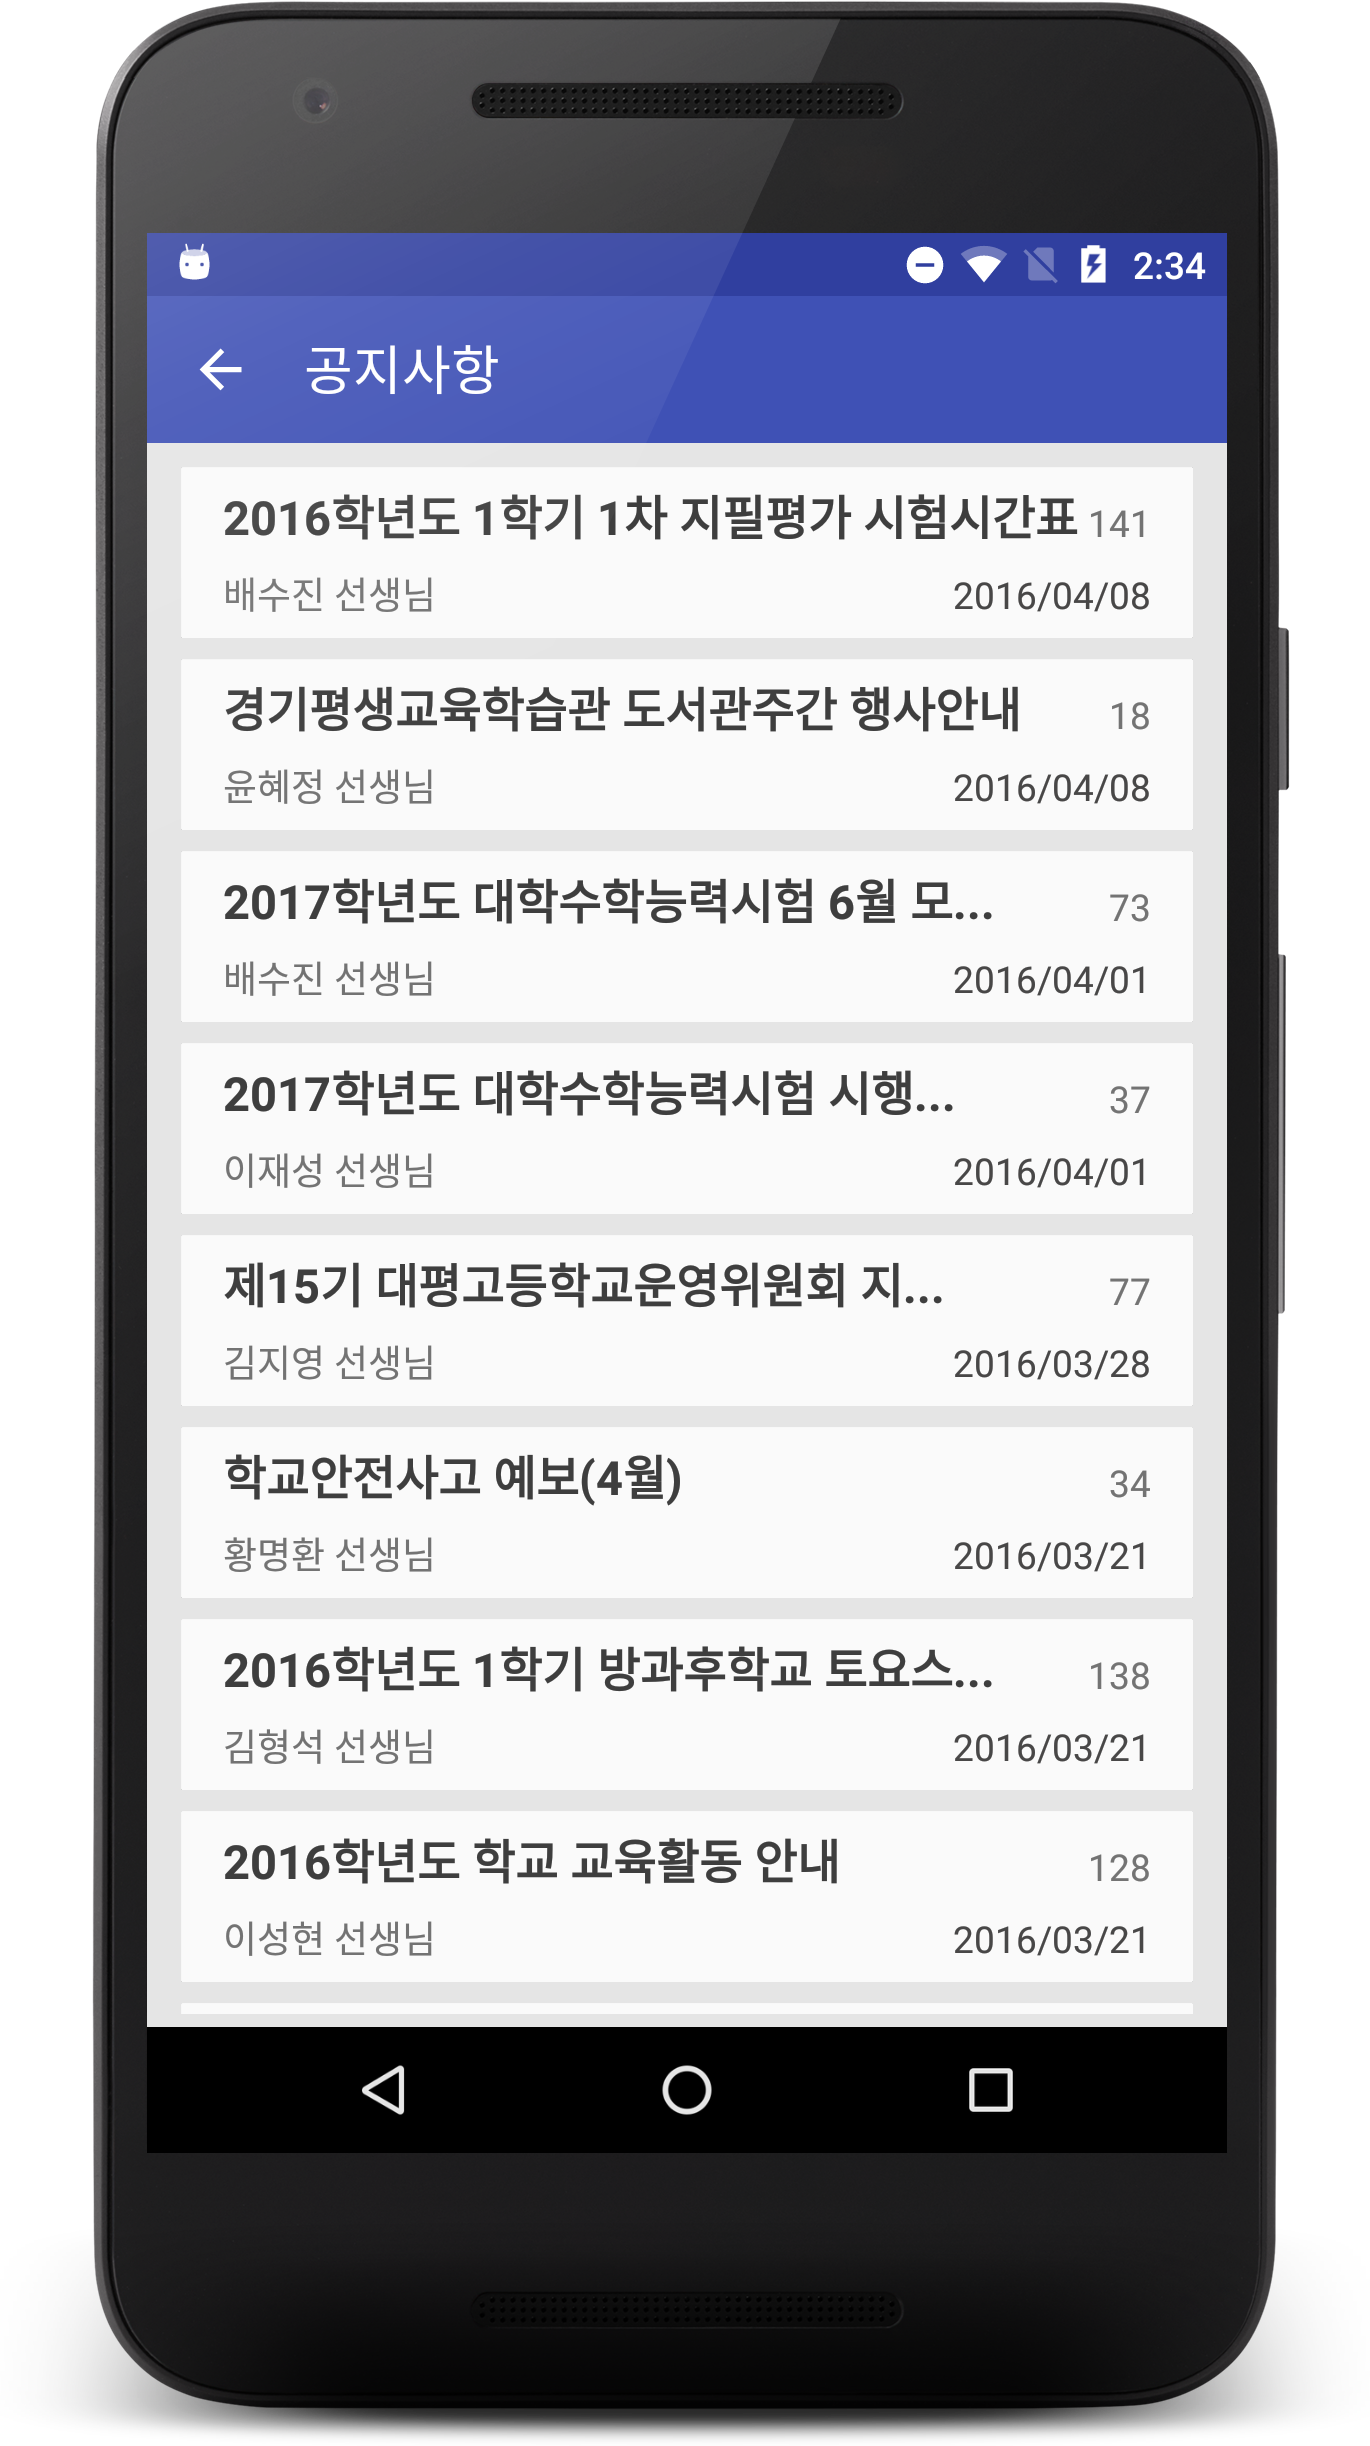 2:34
공지사항
2016학년도 1학기 1차 지필평가 시험시간표 141
배수진 선생님 2016/04/08
경기평생교육학습관 도서관주간 행사안내 18
윤혜정 선생님 2016/04/08
2017학년도 대학수학능력시험 6월 모... 73
배수진 선생님 2016/04/01
2017학년도 대학수학능력시험 시행... 37
이재성 선생님 2016/04/01
제15기 대평고등학교운영위원회 지... 77
김지영 선생님 2016/03/28
학교안전사고 예보(4월) 34
황명환 선생님 2016/03/21
2016학년도 1학기 방과후학교 토요스... 138
김형석 선생님 2016/03/21
2016학년도 학교 교육활동 안내 128
이성현 선생님 2016/03/21